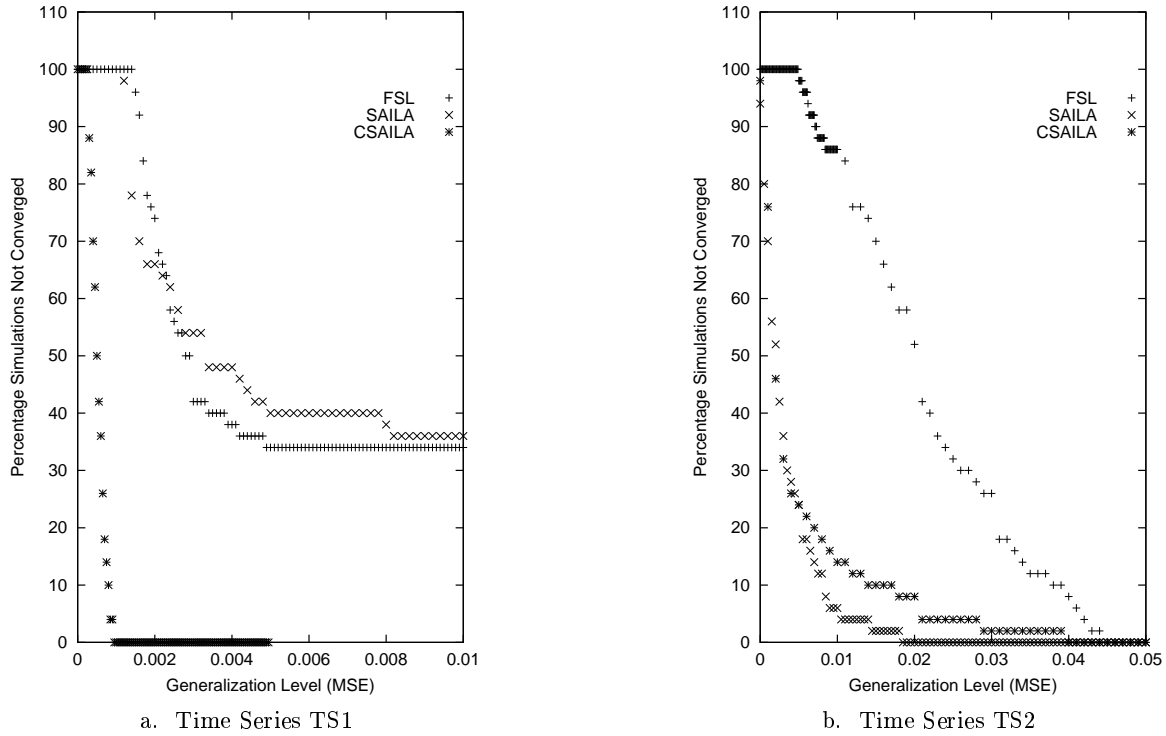 110
100
90
80
70
60
50
40
30
20
10
0
Percentage Simulations Not Converged
FSL
SAILA
CSAILA
0 0.002 0.004 0.006 0.008 0.01
Generalization Level (MSE)
a. Time Series TS1
110
100
90
80
70
60
50
40
30
20
10
0
Percentage Simulations Not Converged
FSL
SAILA
CSAILA
0 0.01 0.02 0.03 0.04 0.05
Generalization Level (MSE)
b. Time Series TS2